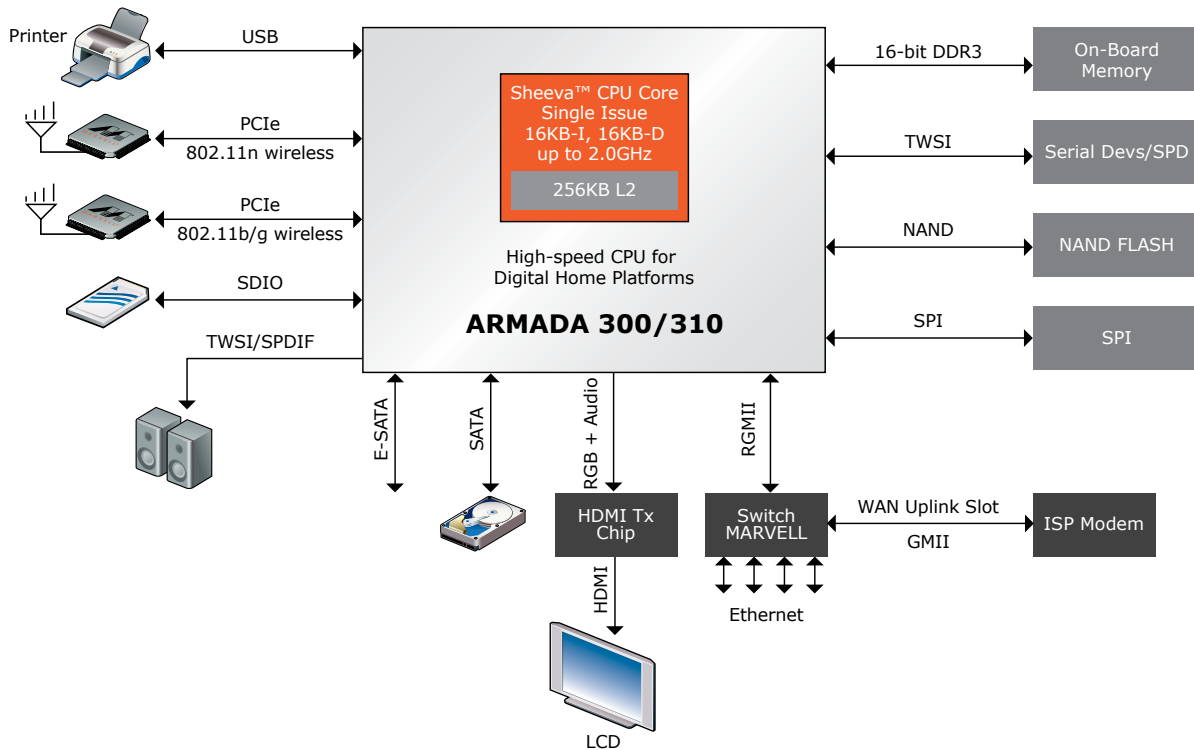 Printer
USB
PCIe
802.11n wireless
PCIe
802.11b/g wireless
SDIO
TWSI/SPDIF
Sheeva™ CPU Core
Single Issue
16KB-I, 16KB-D
up to 2.0GHz
256KB L2
High-speed CPU for
Digital Home Platforms
ARMADA 300/310
16-bit DDR3
On-Board
Memory
TWSI
Serial Devs/SPD
NAND
NAND FLASH
SPI
SPI
E-SATA
SATA
RGB + Audio
RGMII
HDMI Tx
Chip
Switch
MARVELL
WAN Uplink Slot
GMII
ISP Modem
HDMI
Ethernet
LCD